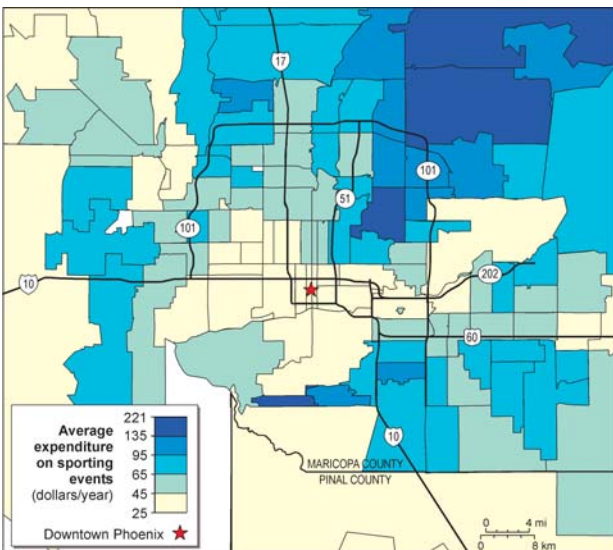 17
101
51
101
202
10
60
10
MARICOPA COUNTY
PINAL COUNTY
Average
expenditure
on sporting
events
(dollars/year)
221
135
95
65
45
25
Downtown Phoenix
0 4 mi
0 8 km